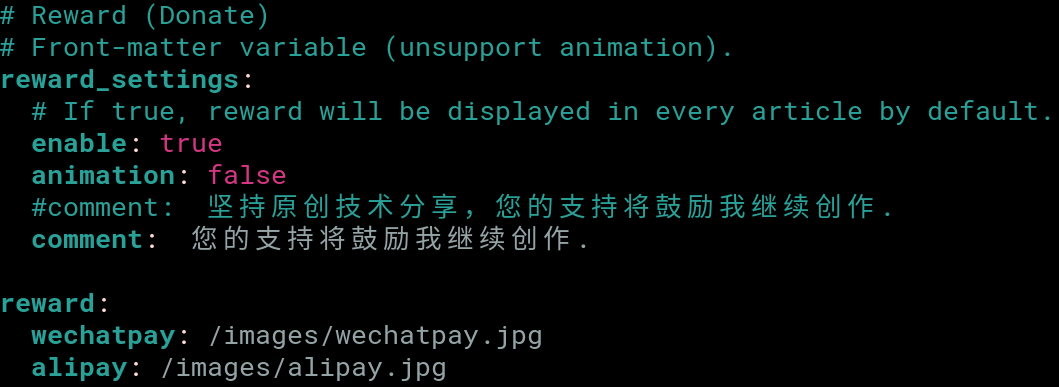 # Reward (Donate)
# Front-matter variable (unsupport animation).
reward_settings:
  # If true, reward will be displayed in every article by default.
  enable: true
  animation: false
  #comment:  坚持原创技术分享，您的支持将鼓励我继续创作.
  comment:  您的支持将鼓励我继续创作.

reward:
  wechatpay: /images/wechatpay.jpg
  alipay: /images/alipay.jpg